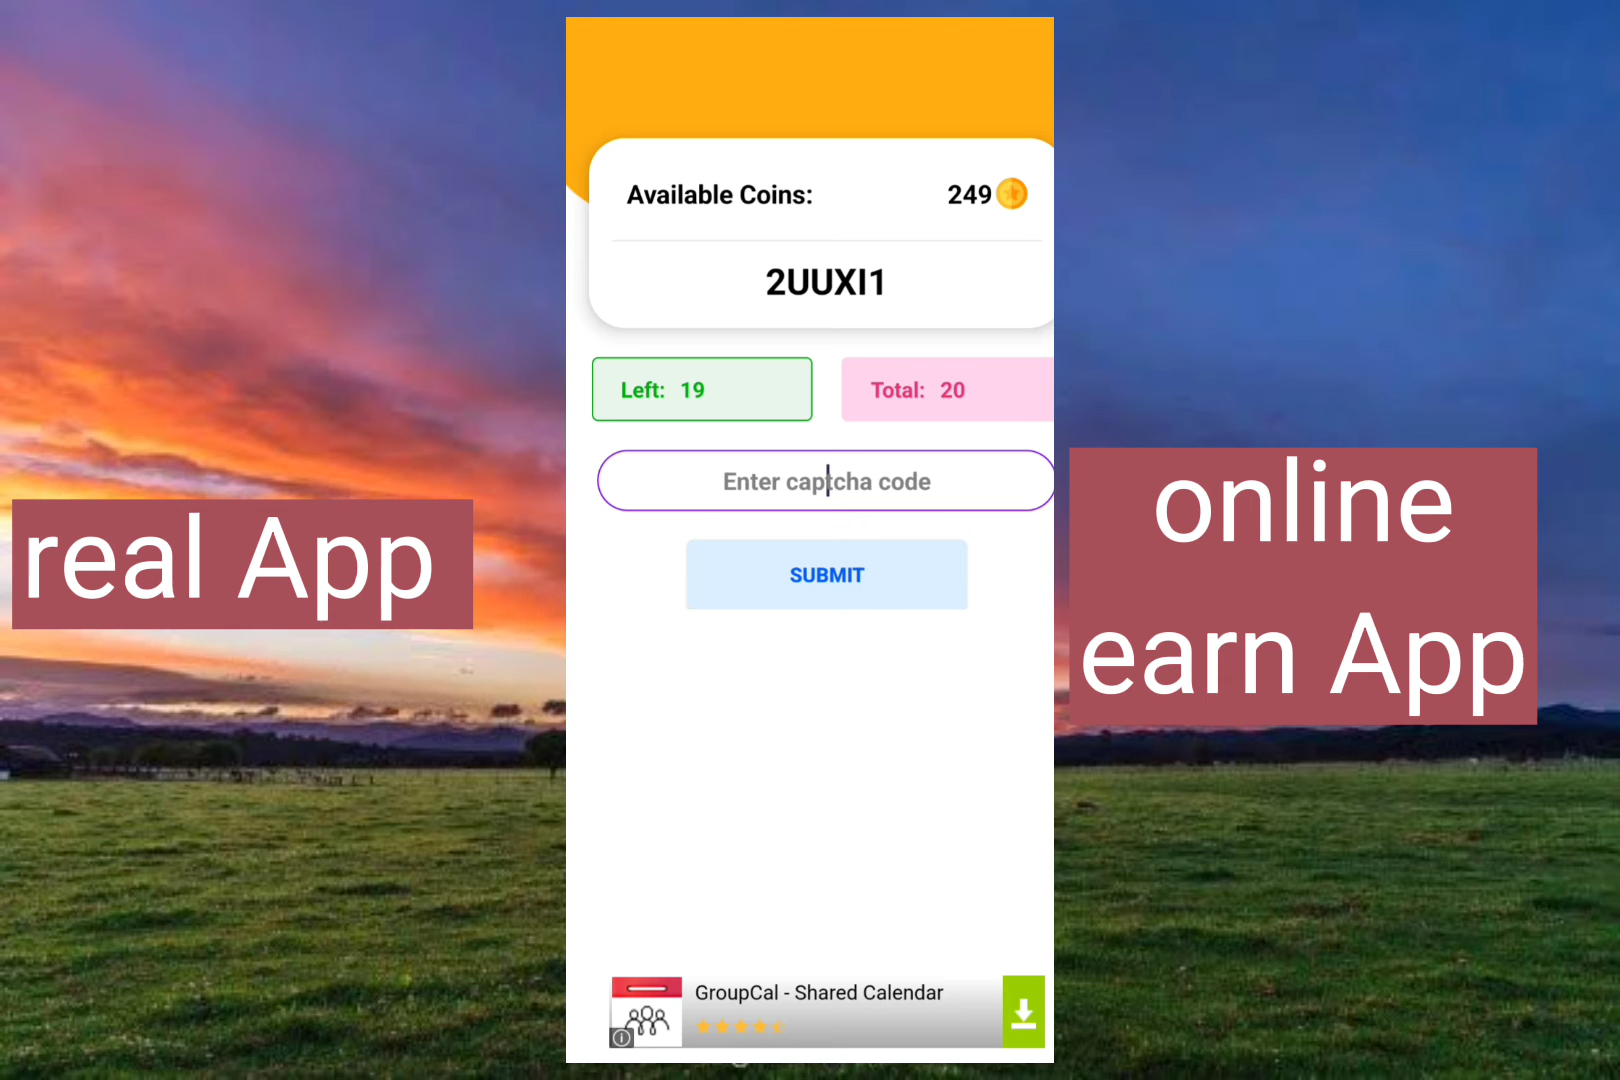 Available Coins: 249
2UUXI1
Left: 19
Total: 20
Enter captcha code
SUBMIT
real App
online
earn App
GroupCal - Shared Calendar